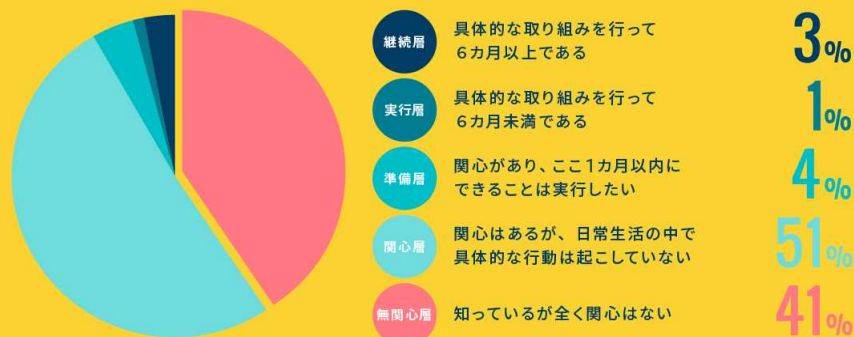 継続層
具体的な取り組みを行って
6カ月以上である
3%
実行層
具体的な取り組みを行って
6カ月未満である
1%
準備層
関心があり、ここ1カ月以内に
できることは実行したい
4%
関心層
関心はあるが、日常生活の中で
具体的な行動は起こしていない
51%
無関心層
知っているが全く関心はない
41%